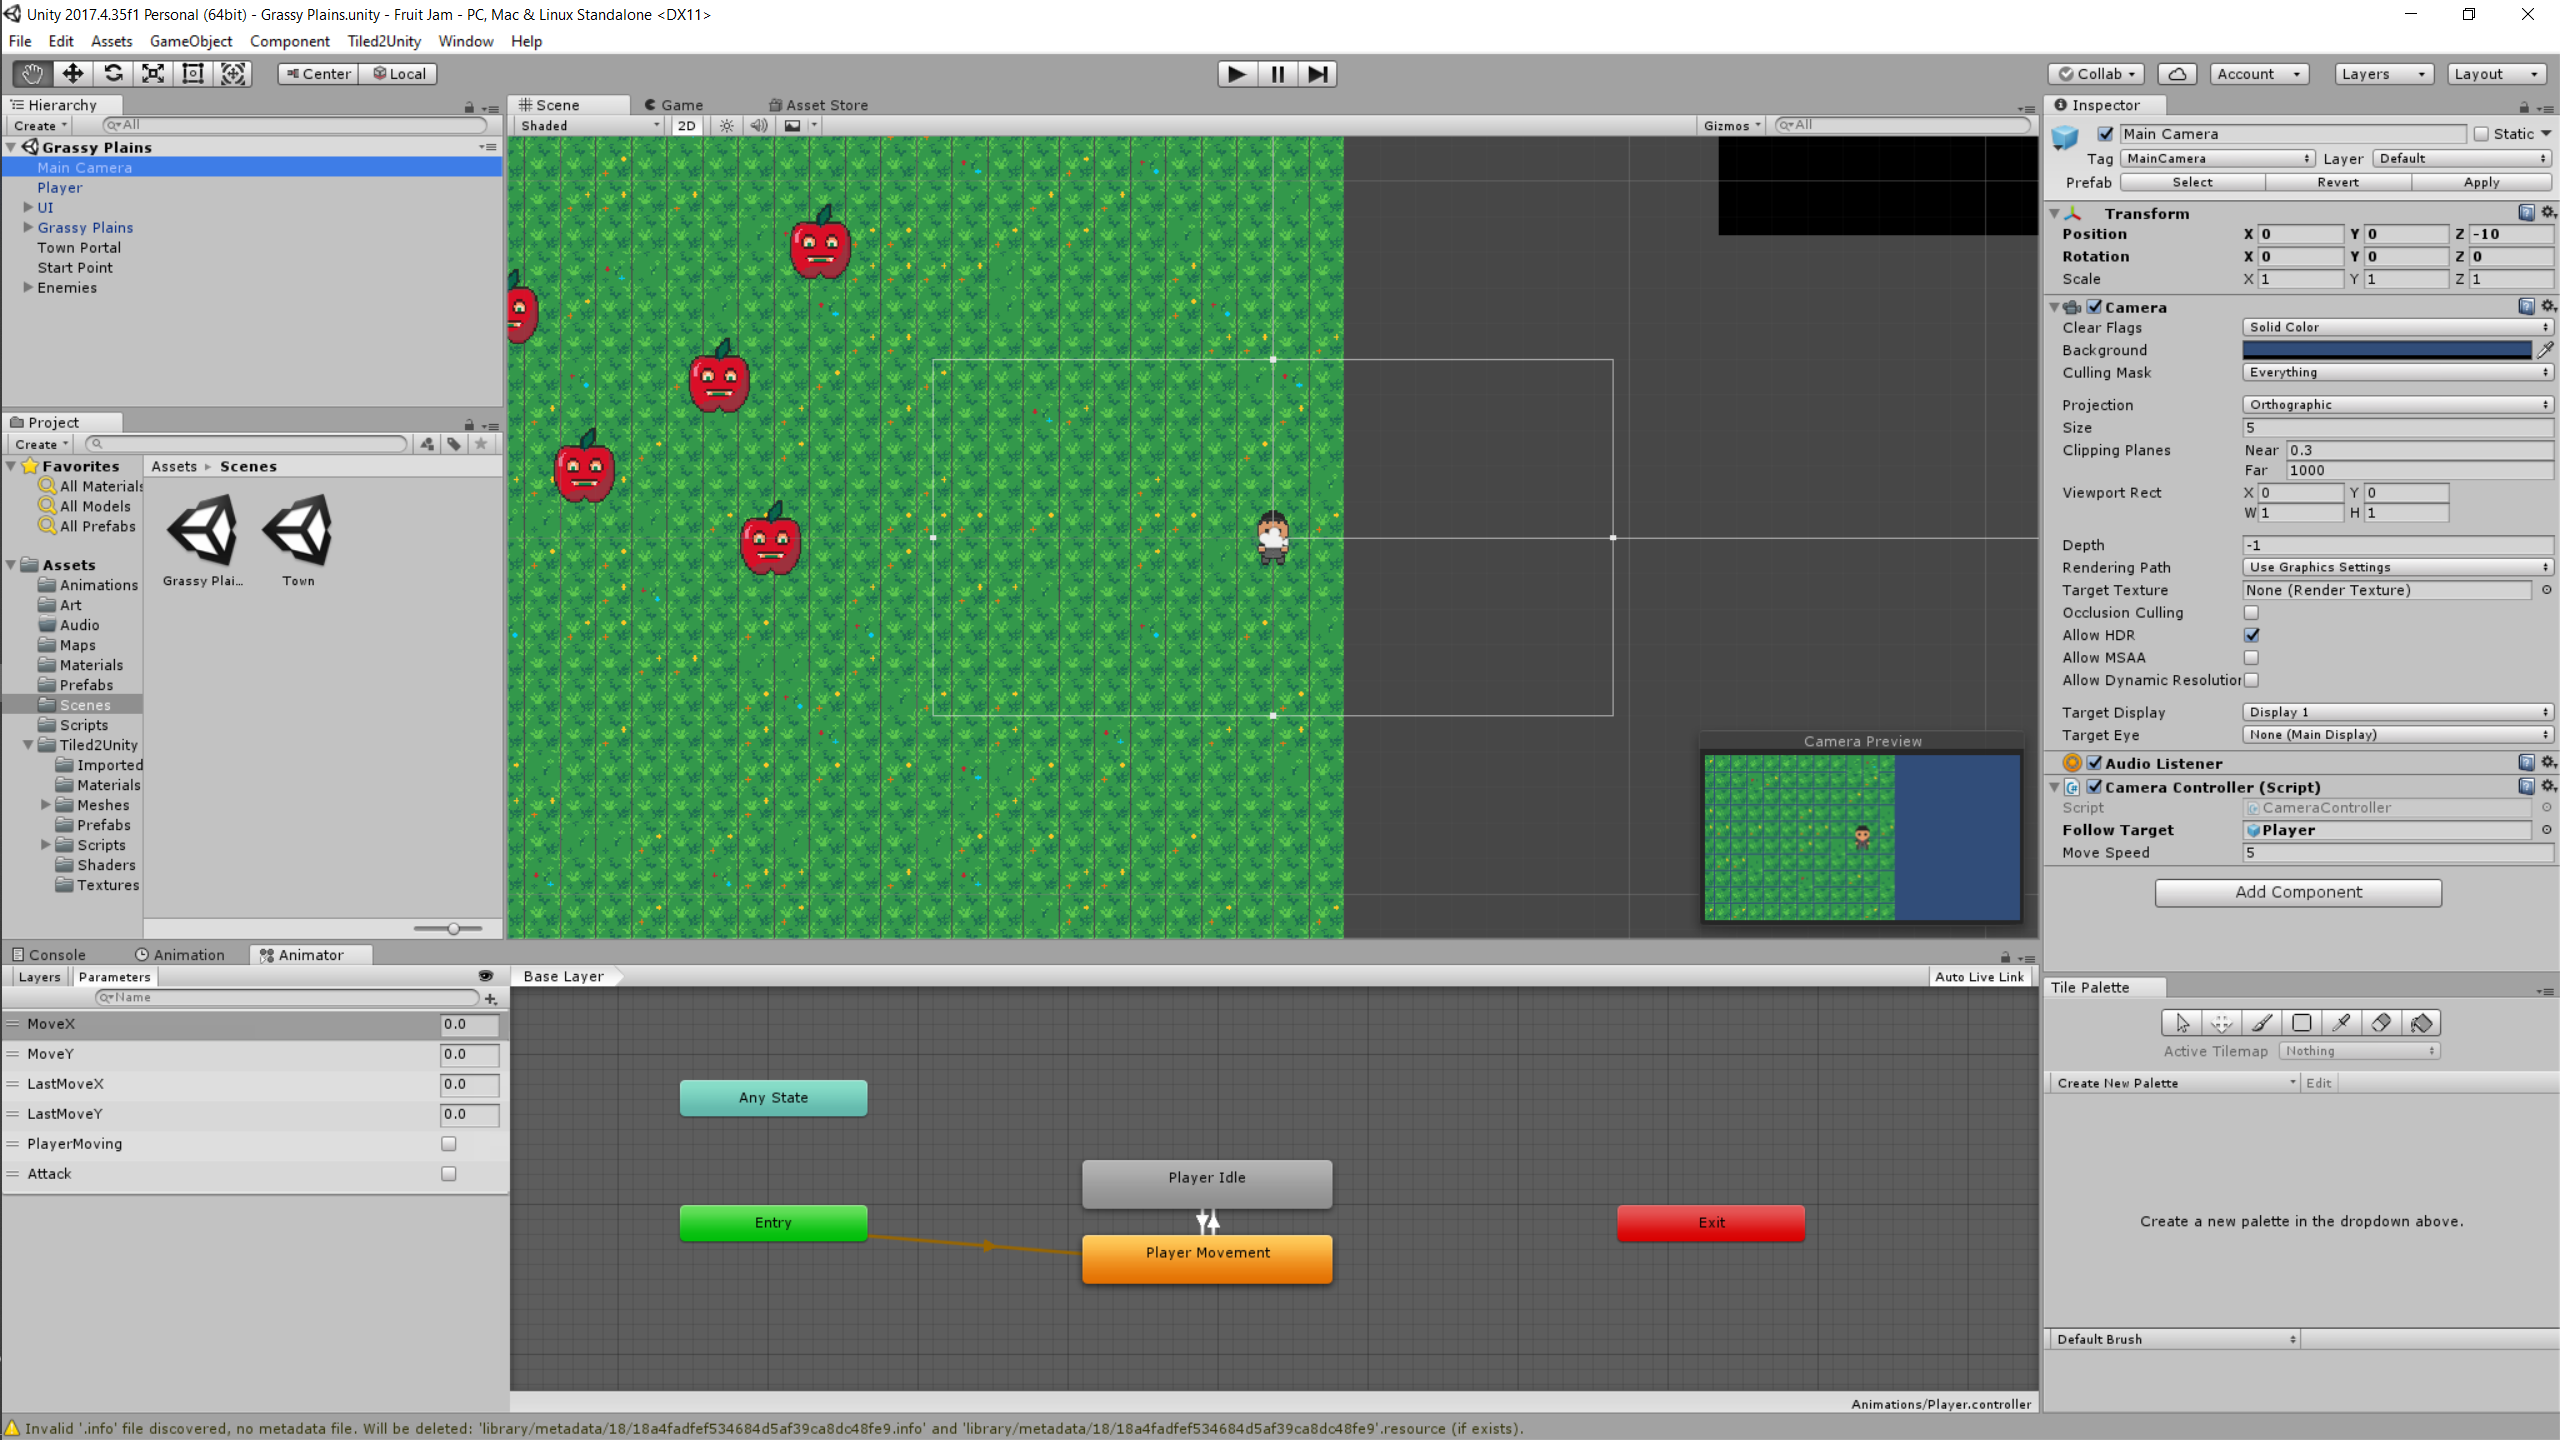 Unity 2017.4.35f1 Personal (64bit) - Grassy Plains.unity - Fruit Jam - PC, Mac & Linux Standalone <DX11>
File Edit Assets GameObject Component Tiled2Unity Window Help
Center Local
Collab Account Layers Layout
Hierarchy
Create All
Grassy Plains
Main Camera
Player
UI
Grassy Plains
Town Portal
Start Point
Enemies
Project
Create
Favorites
All Materials
All Models
All Prefabs
Assets
Animations
Art
Audio
Maps
Materials
Prefabs
Scenes
Scripts
Tiled2Unity
Imported
Materials
Meshes
Prefabs
Scripts
Shaders
Textures
Assets Scenes
Grassy Plai...
Town
Scene Game Asset Store
Shaded 2D Gizmos All
Camera Preview
Inspector
Main Camera Static
Tag MainCamera Layer Default
Prefab Select Revert Apply
Transform
Position X 0 Y 0 Z -10
Rotation X 0 Y 0 Z 0
Scale X 1 Y 1 Z 1
Camera
Clear Flags Solid Color
Background
Culling Mask Everything
Projection Orthographic
Size 5
Clipping Planes Near 0.3
Far 1000
Viewport Rect X 0 Y 0
W 1 H 1
Depth -1
Rendering Path Use Graphics Settings
Target Texture None (Render Texture)
Occlusion Culling
Allow HDR
Allow MSAA
Allow Dynamic Resolution
Target Display Display 1
Target Eye None (Main Display)
Audio Listener
Camera Controller (Script)
Script CameraController
Follow Target Player
Move Speed 5
Add Component
Console Animation Animator
Layers Parameters
Name
MoveX 0.0
MoveY 0.0
LastMoveX 0.0
LastMoveY 0.0
PlayerMoving
Attack
Base Layer Auto Live Link
Any State
Player Idle
Entry
Exit
Player Movement
Animations/Player.controller
Tile Palette
Active Tilemap Nothing
Create New Palette Edit
Create a new palette in the dropdown above.
Default Brush
Invalid '.info' file discovered, no metadata file. Will be deleted: 'library/metadata/18/18a4fadfef534684d5af39ca8dc48fe9.info' and 'library/metadata/18/18a4fadfef534684d5af39ca8dc48fe9'.resource (if exists).